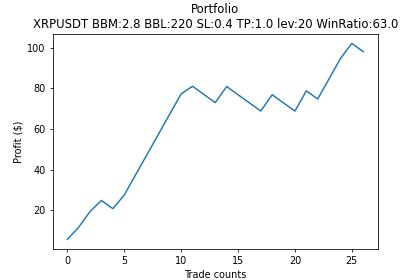 Portfolio
XRPUSDT BBM:2.8 BBL:220 SL:0.4 TP:1.0 lev:20 WinRatio:63.0
100
80
60
40
20
Profit ($)
0 5 10 15 20 25
Trade counts